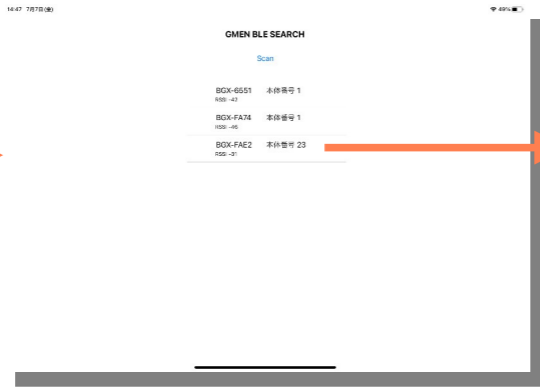 14:47 7月7日(金)
49%
GMEN BLE SEARCH
Scan
BGX-6551 本体番号 1
RSSI -47
BGX-FA74 本体番号 1
RSSI -46
BGX-FAE2 本体番号 23
RSSI -31